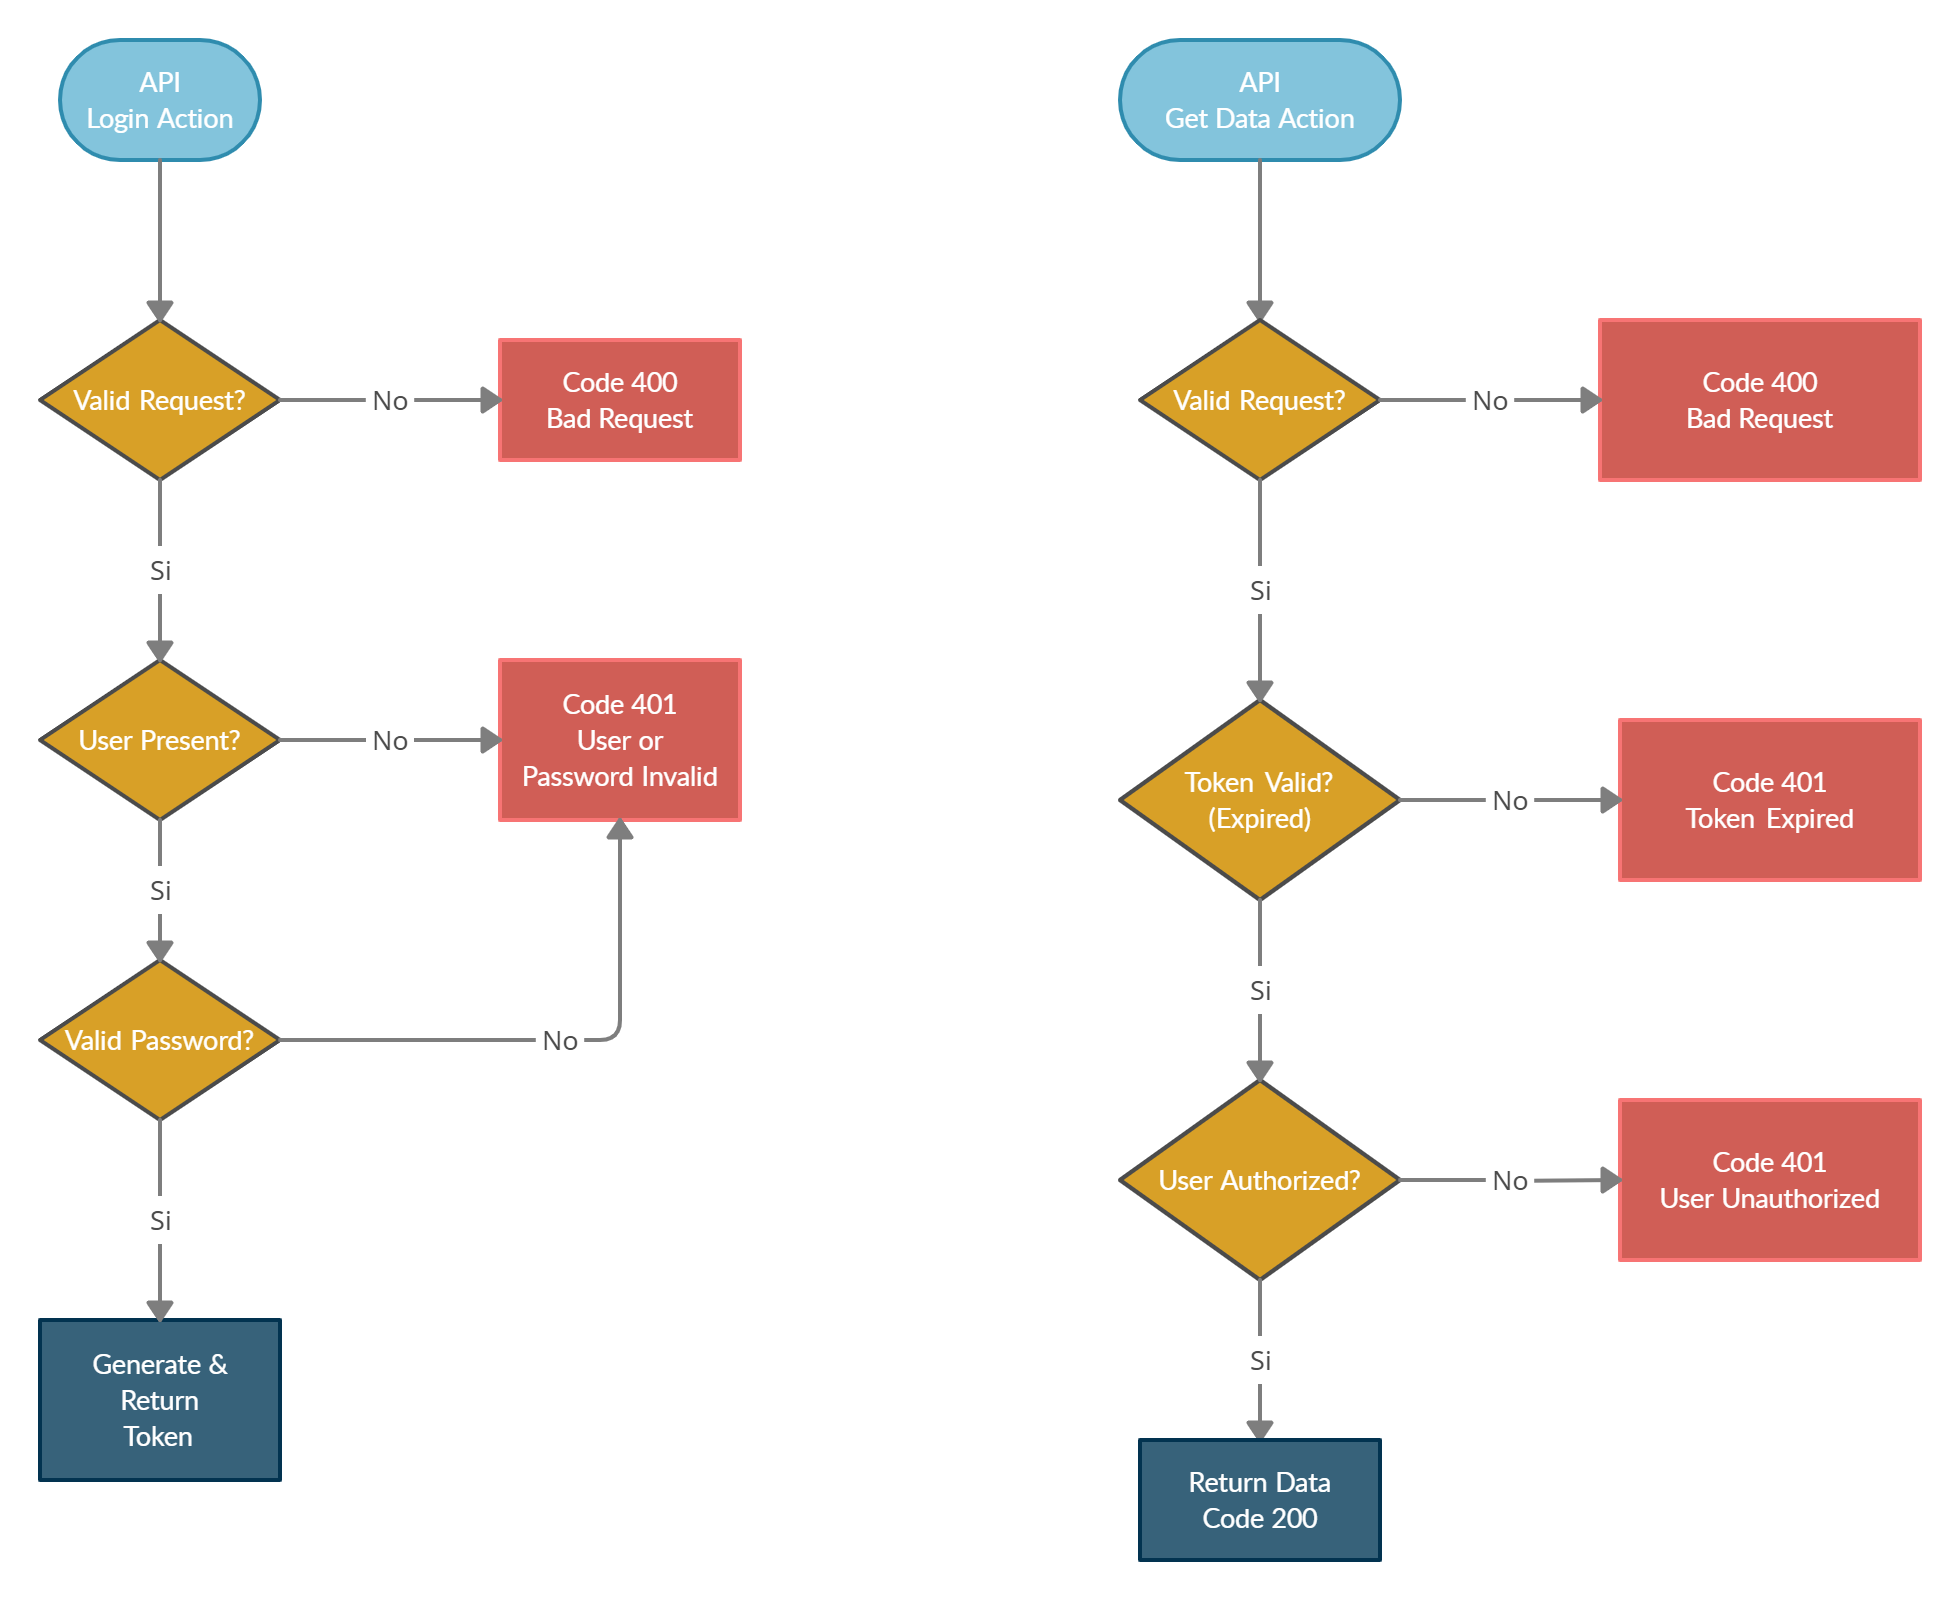 API
Login Action
Valid Request?
No
Code 400
Bad Request
Si
User Present?
No
Code 401
User or
Password Invalid
Si
Valid Password?
No
Si
Generate &
Return
Token
API
Get Data Action
Valid Request?
No
Code 400
Bad Request
Si
Token Valid?
(Expired)
No
Code 401
Token Expired
Si
User Authorized?
No
Code 401
User Unauthorized
Si
Return Data
Code 200